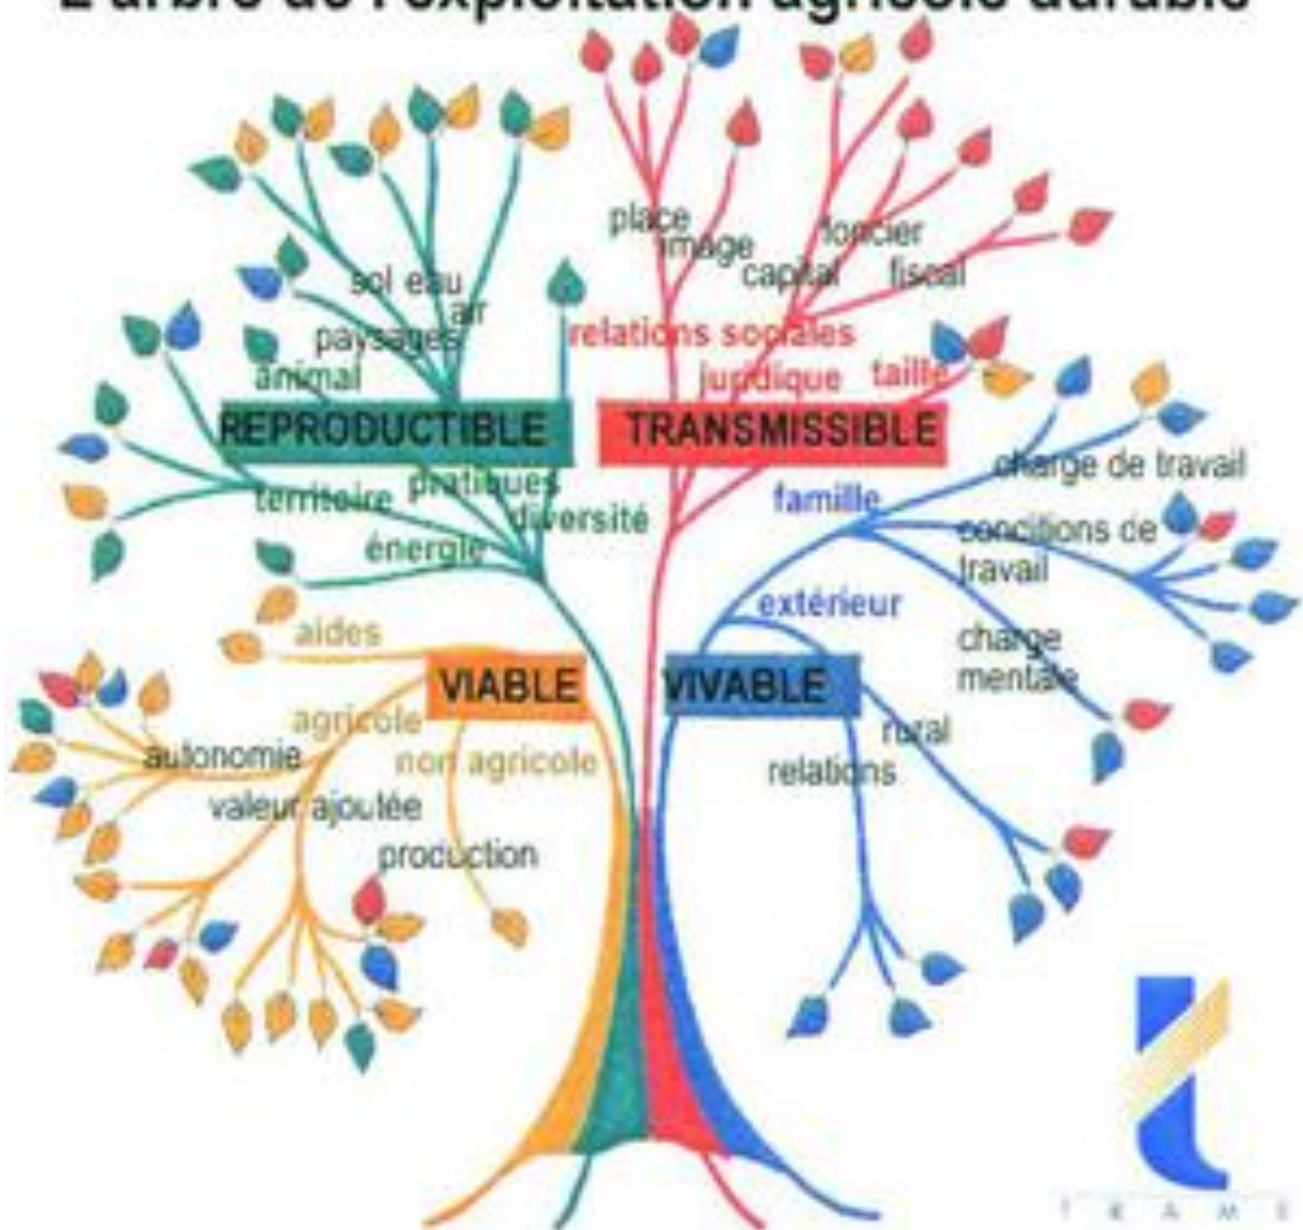 L'arbre de l'exploitation agricole durable
place
image
foncier
capital
fiscal
sol eau
air
paysages
animal
relations sociales
juridique
taille
REPRODUCTIBLE
TRANSMISSIBLE
territoire
pratiques
diversité
énergie
famille
charge de travail
concitions de
travail
extérieur
charge
mentale
aides
VIABLE
VIVABLE
agricole
non agricole
autonomie
valeur ajoutée
production
rural
relations
TRAME